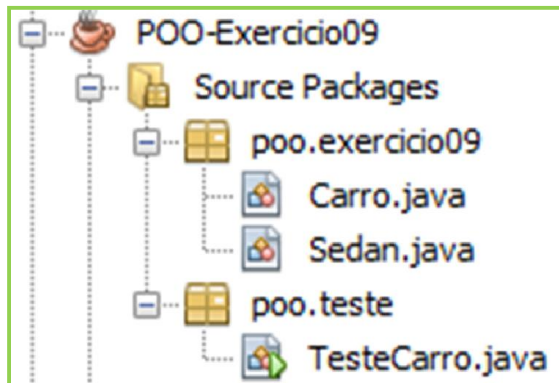 POO-Exercicio09
Source Packages
poo.exercicio09
Carro.java
Sedan.java
poo.teste
TesteCarro.java